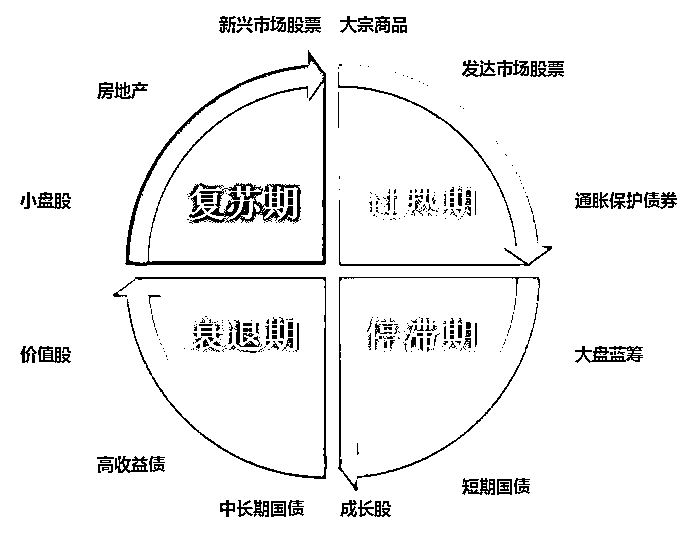 新兴市场股票 大宗商品
房地产
发达市场股票
小盘股
复苏期
过热期
通胀保护债券
价值股
衰退期
停滞期
大盘蓝筹
高收益债
短期国债
中长期国债
成长股